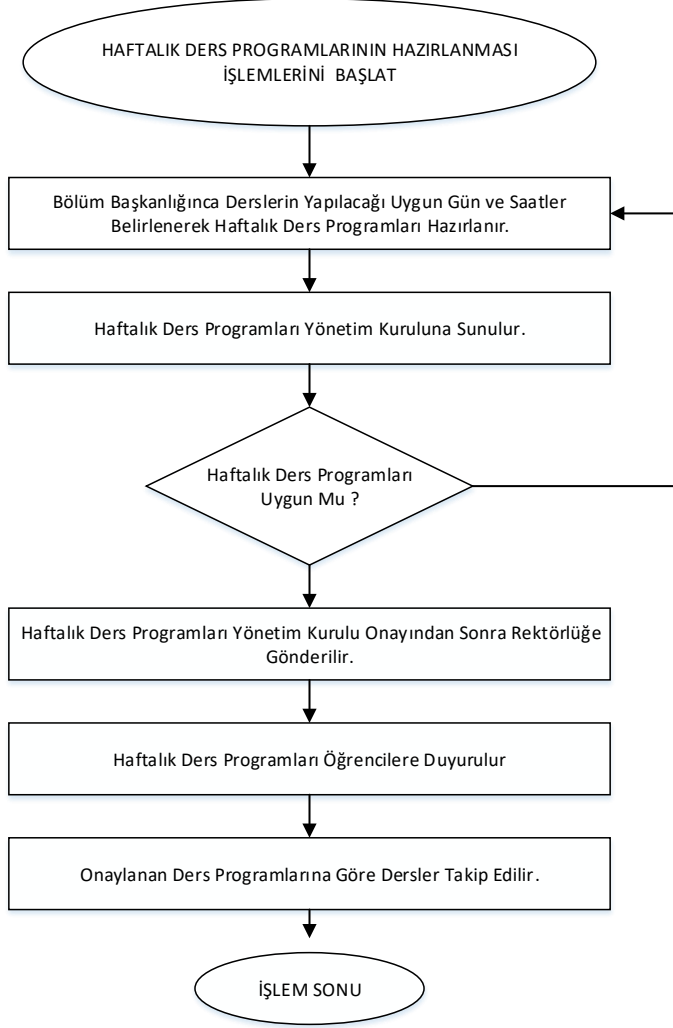 HAFTALIK DERS PROGRAMLARININ HAZIRLANMASI
İŞLEMLERİNİ BAŞLAT
Bölüm Başkanlığınca Derslerin Yapılacağı Uygun Gün ve Saatler
Belirlenerek Haftalık Ders Programları Hazırlanır.
Haftalık Ders Programları Yönetim Kuruluna Sunulur.
Haftalık Ders Programları
Uygun Mu ?
Haftalık Ders Programları Yönetim Kurulu Onayından Sonra Rektörlüğe
Gönderilir.
Haftalık Ders Programları Öğrencilere Duyurulur
Onaylanan Ders Programlarına Göre Dersler Takip Edilir.
İŞLEM SONU